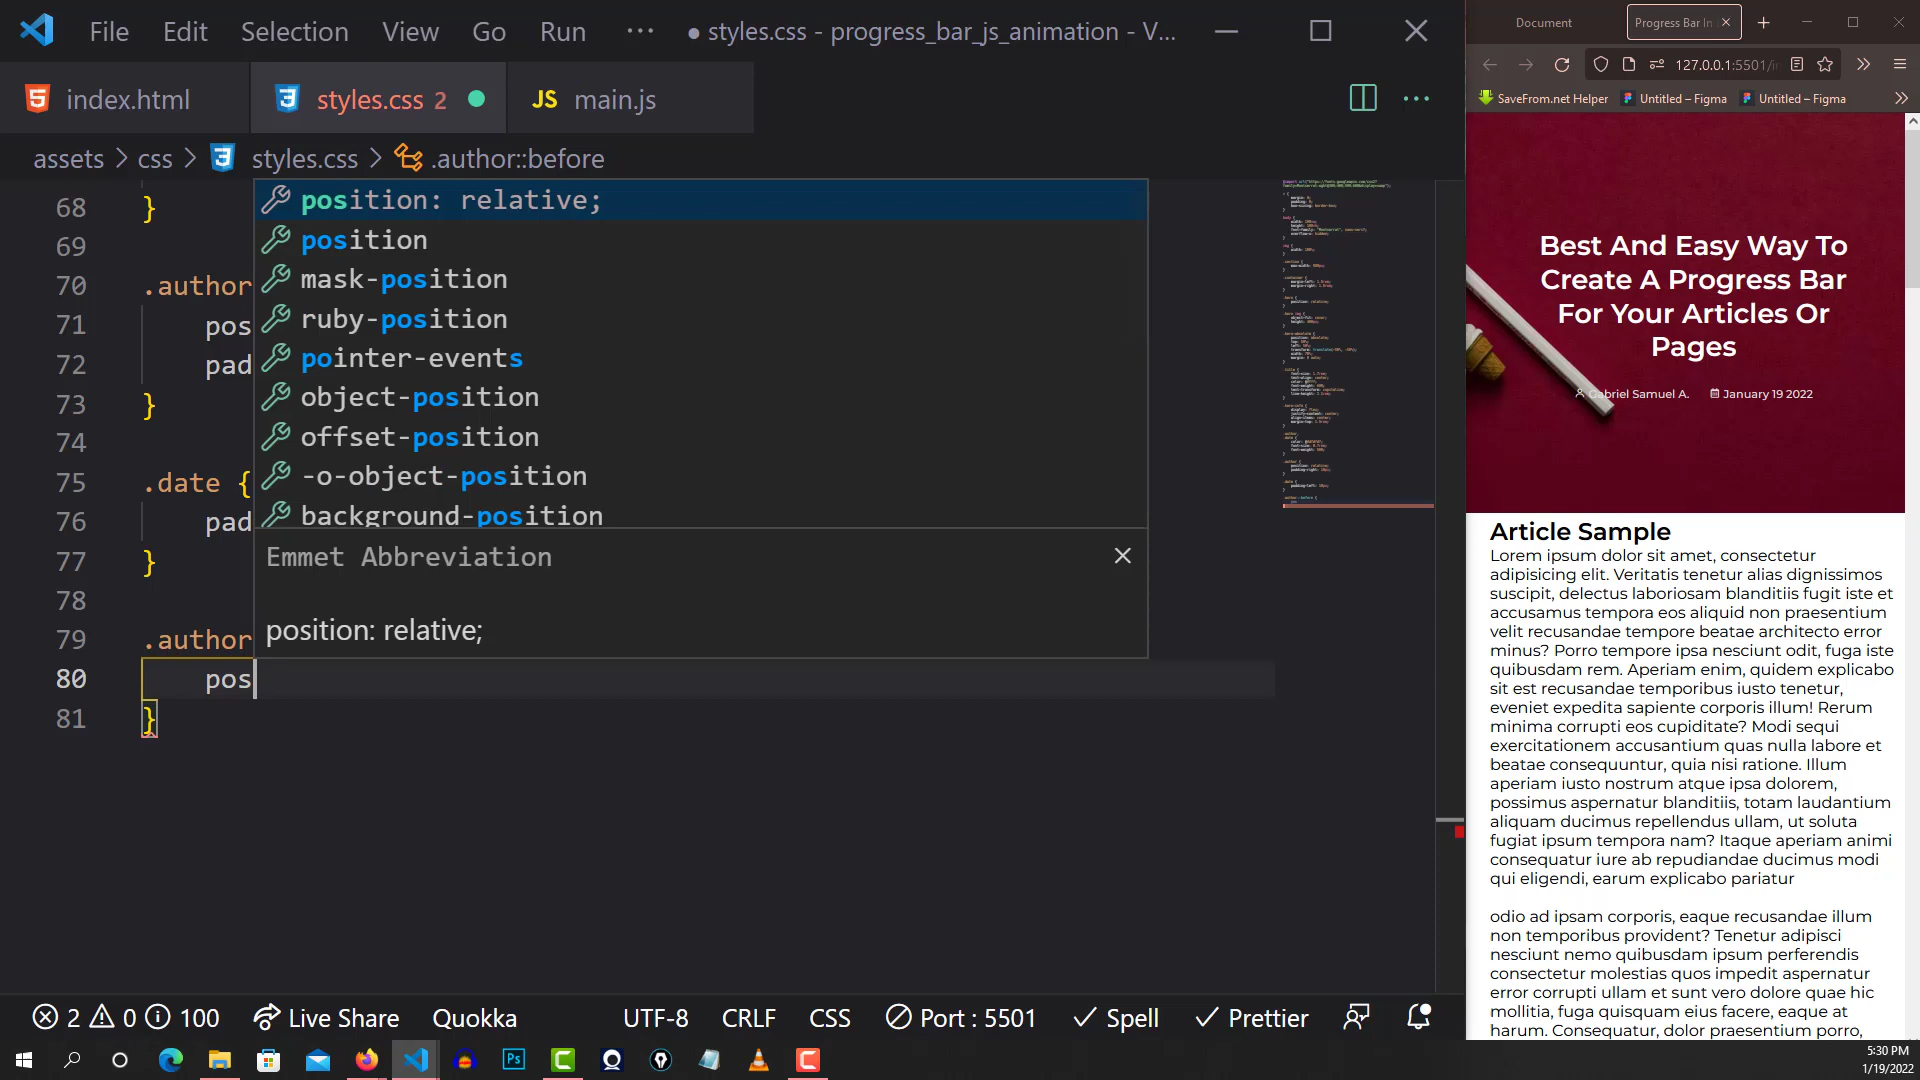 File Edit Selection View Go Run ··· ● styles.css - progress_bar_js_animation - V...
index.html styles.css 2 JS main.js
assets > css > styles.css > .author::before
68 }
69
70 .author
71 pos
72 pad
73 }
74
75 .date {
76 pad
77 }
78
79 .author
80 pos
81 }
position: relative;
position
mask-position
ruby-position
pointer-events
object-position
offset-position
-o-object-position
background-position
Emmet Abbreviation
position: relative;
2 0 100 Live Share Quokka UTF-8 CRLF CSS Port : 5501 Spell Prettier
Document Progress Bar In
127.0.0.1:5501/
SaveFrom.net Helper Untitled – Figma Untitled – Figma
Best And Easy Way To
Create A Progress Bar
For Your Articles Or
Pages
Gabriel Samuel A. January 19 2022
Article Sample
Lorem ipsum dolor sit amet, consectetur
adipisicing elit. Veritatis tenetur alias dignissimos
suscipit, delectus laboriosam blanditiis fugit iste et
accusamus tempora eos aliquid non praesentium
velit recusandae tempore beatae architecto error
minus? Porro tempore ipsa nesciunt odit, fuga iste
quibusdam rem. Aperiam enim, quidem explicabo
sit est recusandae temporibus iusto tenetur,
eveniet expedita sapiente corporis illum! Rerum
minima corrupti eos cupiditate? Modi sequi
exercitationem accusantium quas nulla labore et
beatae consequuntur, quia nisi ratione. Illum
aperiam iusto nostrum atque ipsa dolorem,
possimus aspernatur blanditiis, totam laudantium
aliquam ducimus repellendus ullam, ut soluta
fugiat ipsum tempora nam? Itaque aperiam animi
consequatur iure ab repudiandae ducimus modi
qui eligendi, earum explicabo pariatur
odio ad ipsam corporis, eaque recusandae illum
non temporibus provident? Tenetur adipisci
nesciunt nemo quibusdam ipsum perferendis
consectetur molestias quos impedit aspernatur
error corrupti ullam et sunt vero dolore quae hic
mollitia, fuga quisquam eius facere, eaque at
harum. Consequatur, dolor praesentium porro,
Ps
5:30 PM
1/19/2022